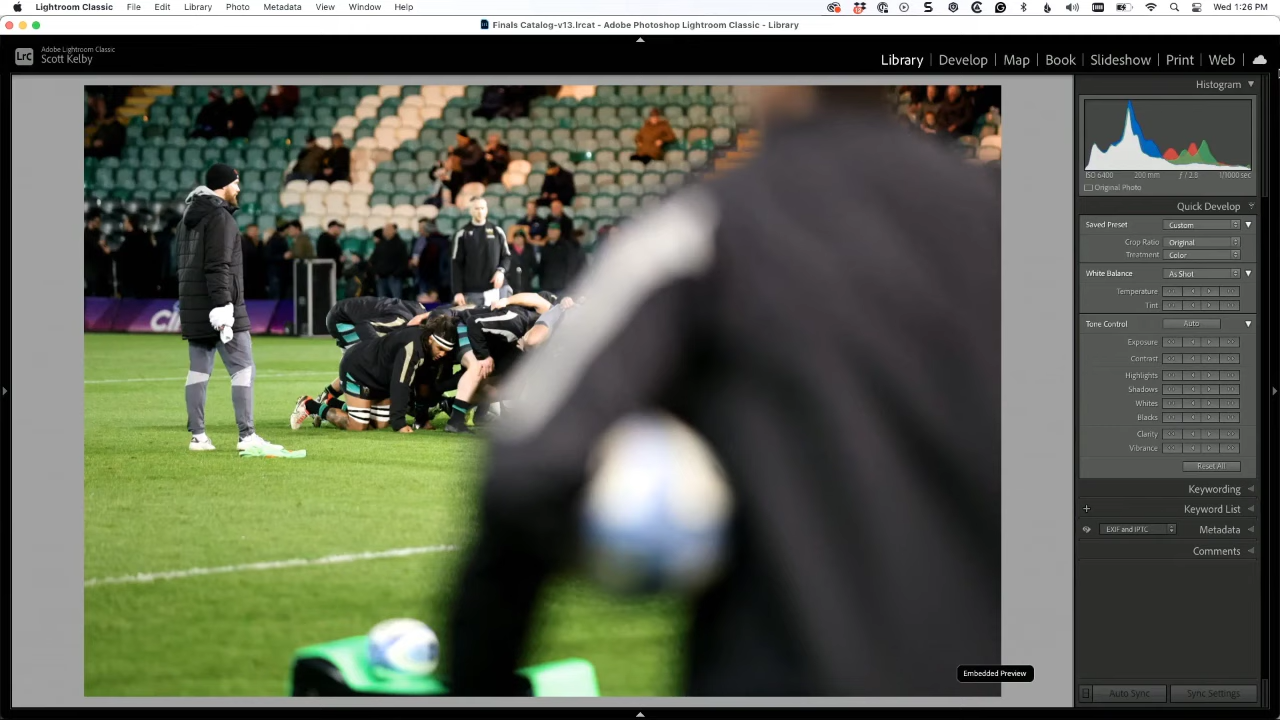 Lightroom Classic File Edit Library Photo Metadata View Window Help Wed 1:26 PM
Finals Catalog-v13.lrcat - Adobe Photoshop Lightroom Classic - Library
Lrc
Adobe Lightroom Classic
Scott Kelby
Library | Develop | Map | Book | Slideshow | Print | Web
Histogram
ISO 6400 200 mm ƒ / 2.8 1/1000 sec
Original Photo
Quick Develop
Saved Preset Custom
Crop Ratio Original
Treatment Color
White Balance As Shot
Temperature
Tint
Tone Control Auto
Exposure
Contrast
Highlights
Shadows
Whites
Blacks
Clarity
Vibrance
Reset All
Keywording
+ Keyword List
EXIF and IPTC Metadata
Comments
Embedded Preview
Auto Sync Sync Settings